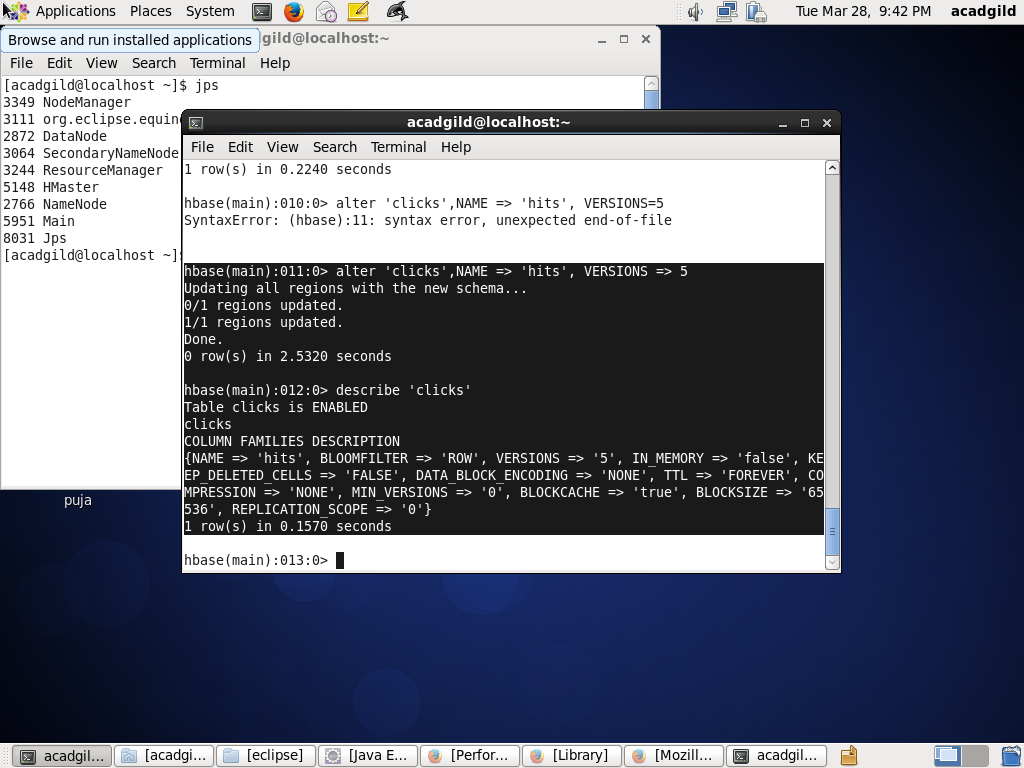 Applications Places System Tue Mar 28, 9:42 PM acadgild
Browse and run installed applications
gild@localhost:~
File Edit View Search Terminal Help
[acadgild@localhost ~]$ jps
3349 NodeManager
3111 org.eclipse.equin
2872 DataNode
3064 SecondaryNameNode
3244 ResourceManager
5148 HMaster
2766 NameNode
5951 Main
8031 Jps
[acadgild@localhost ~]$
acadgild@localhost:~
File Edit View Search Terminal Help
1 row(s) in 0.2240 seconds
hbase(main):010:0> alter 'clicks',NAME => 'hits', VERSIONS=5
SyntaxError: (hbase):11: syntax error, unexpected end-of-file
hbase(main):011:0> alter 'clicks',NAME => 'hits', VERSIONS => 5
Updating all regions with the new schema...
0/1 regions updated.
1/1 regions updated.
Done.
0 row(s) in 2.5320 seconds
hbase(main):012:0> describe 'clicks'
Table clicks is ENABLED
clicks
COLUMN FAMILIES DESCRIPTION
{NAME => 'hits', BLOOMFILTER => 'ROW', VERSIONS => '5', IN_MEMORY => 'false', KE
EP_DELETED_CELLS => 'FALSE', DATA_BLOCK_ENCODING => 'NONE', TTL => 'FOREVER', CO
MPRESSION => 'NONE', MIN_VERSIONS => '0', BLOCKCACHE => 'true', BLOCKSIZE => '65
536', REPLICATION_SCOPE => '0'}
1 row(s) in 0.1570 seconds
hbase(main):013:0>
puja
acadgil... [acadgi... [eclipse] [Java E... [Perfor... [Library] [Mozill... acadgil...